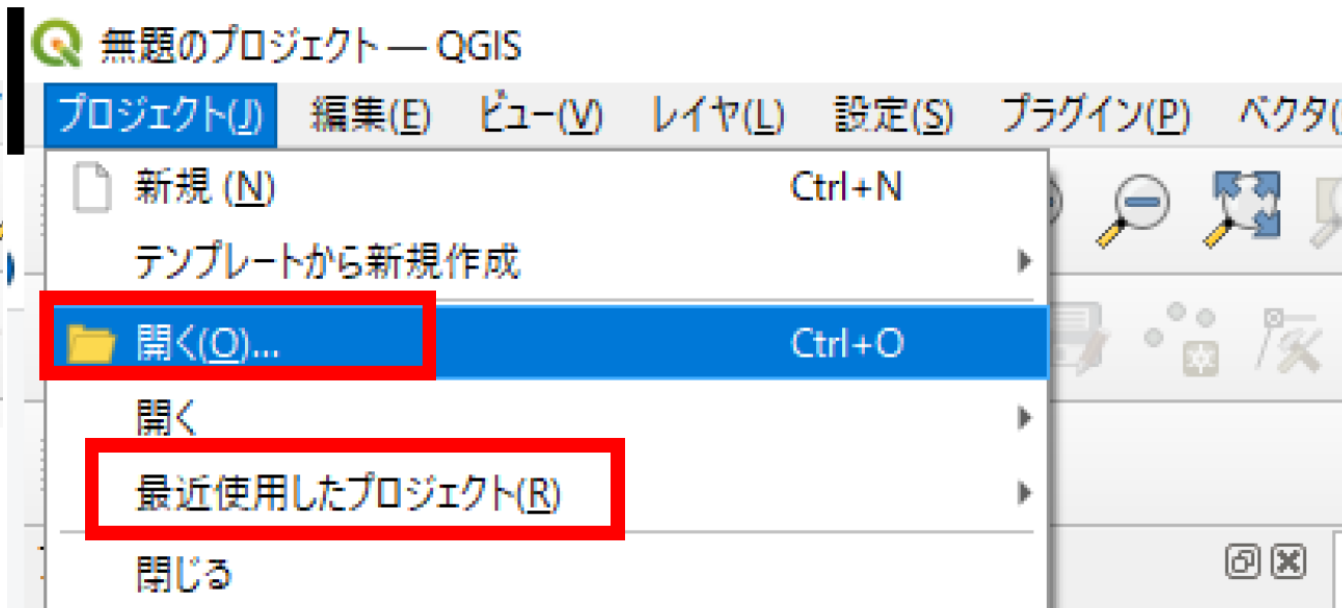 無題のプロジェクト — QGIS
プロジェクト(J) 編集(E) ビュー(V) レイヤ(L) 設定(S) プラグイン(P) ベクタ(
新規 (N) Ctrl+N
テンプレートから新規作成
開く(O)... Ctrl+O
開く
最近使用したプロジェクト(R)
閉じる